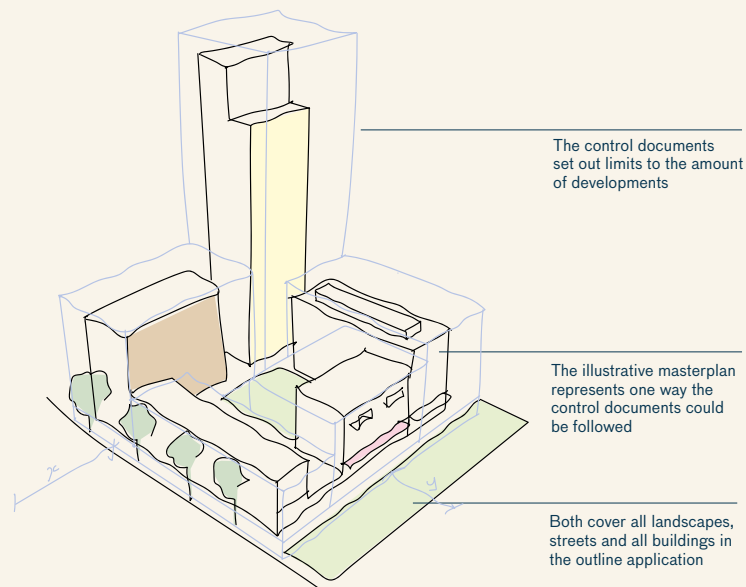 The control documents
set out limits to the amount
of developments
The illustrative masterplan
represents one way the
control documents could
be followed
x
y
Both cover all landscapes,
streets and all buildings in
the outline application